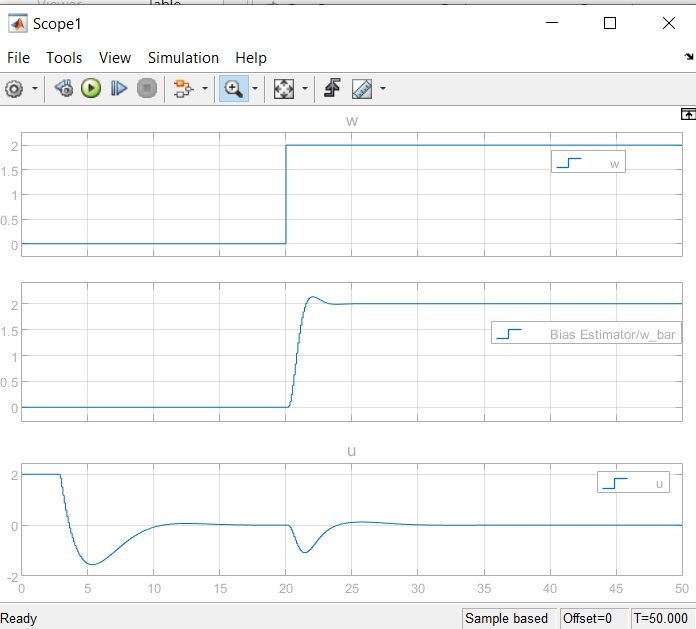 Viewer Table
Scope1
File Tools View Simulation Help
w
2
1.5
1
0.5
0
w
2
1.5
1
0.5
0
Bias Estimator/w_bar
u
2
0
-2
u
0 5 10 15 20 25 30 35 40 45 50
Ready Sample based Offset=0 T=50.000